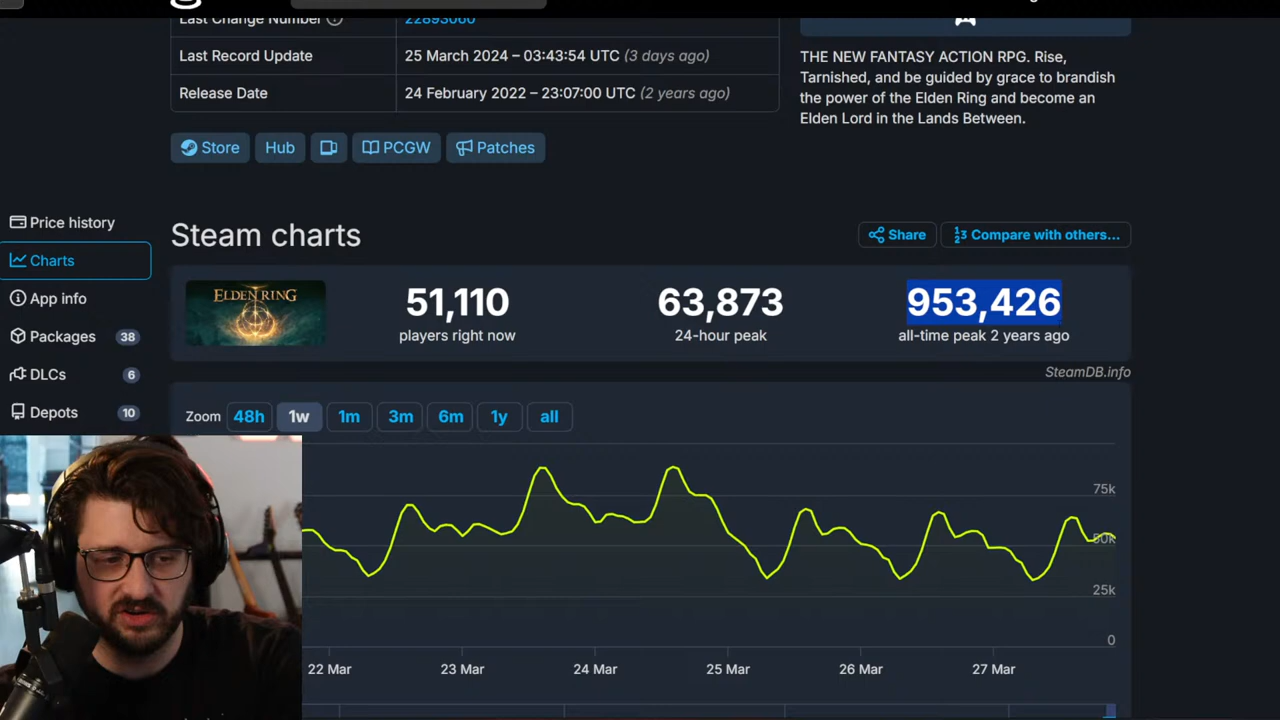 Last Change Number
22893060
Last Record Update
25 March 2024 – 03:43:54 UTC (3 days ago)
Release Date
24 February 2022 – 23:07:00 UTC (2 years ago)
THE NEW FANTASY ACTION RPG. Rise,
Tarnished, and be guided by grace to brandish
the power of the Elden Ring and become an
Elden Lord in the Lands Between.
Store
Hub
PCGW
Patches
Price history
Charts
App info
Packages 38
DLCs 6
Depots 10
Steam charts
Share
Compare with others...
ELDEN RING
51,110
players right now
63,873
24-hour peak
953,426
all-time peak 2 years ago
SteamDB.info
Zoom 48h 1w 1m 3m 6m 1y all
75k
50k
25k
0
22 Mar
23 Mar
24 Mar
25 Mar
26 Mar
27 Mar